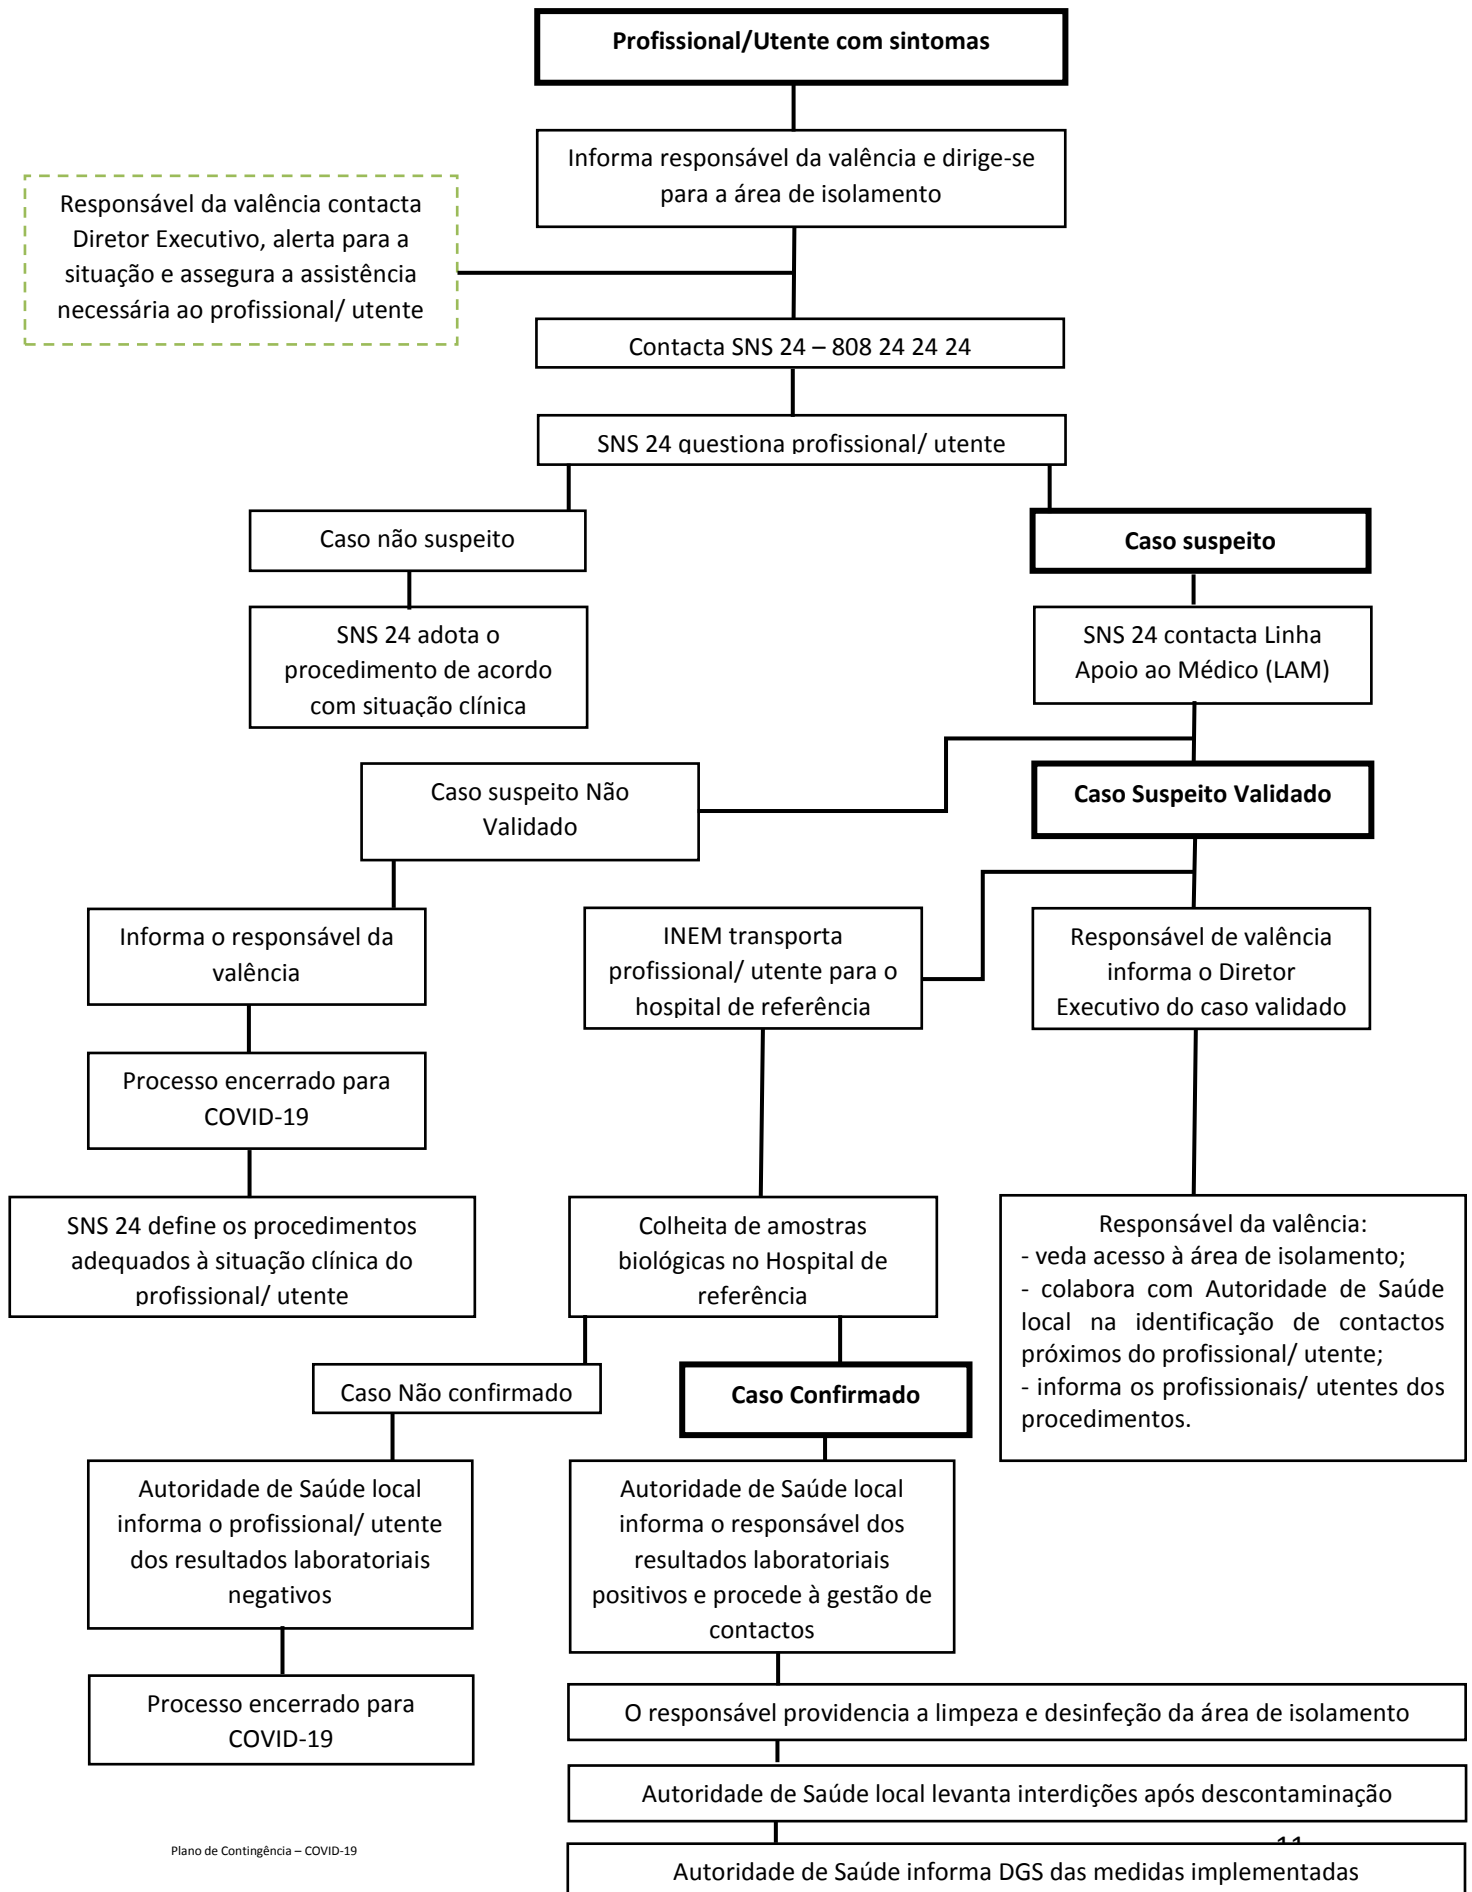 Profissional/Utente com sintomas
Informa responsável da valência e dirige-se
para a área de isolamento
Responsável da valência contacta
Diretor Executivo, alerta para a
situação e assegura a assistência
necessária ao profissional/ utente
Contacta SNS 24 – 808 24 24 24
SNS 24 questiona profissional/ utente
Caso não suspeito
Caso suspeito
SNS 24 adota o
procedimento de acordo
com situação clínica
SNS 24 contacta Linha
Apoio ao Médico (LAM)
Caso suspeito Não
Validado
Caso Suspeito Validado
Informa o responsável da
valência
INEM transporta
profissional/ utente para o
hospital de referência
Responsável de valência
informa o Diretor
Executivo do caso validado
Processo encerrado para
COVID-19
SNS 24 define os procedimentos
adequados à situação clínica do
profissional/ utente
Colheita de amostras
biológicas no Hospital de
referência
Responsável da valência:
- veda acesso à área de isolamento;
- colabora com Autoridade de Saúde
local na identificação de contactos
próximos do profissional/ utente;
- informa os profissionais/ utentes dos
procedimentos.
Caso Não confirmado
Caso Confirmado
Autoridade de Saúde local
informa o profissional/ utente
dos resultados laboratoriais
negativos
Autoridade de Saúde local
informa o responsável dos
resultados laboratoriais
positivos e procede à gestão de
contactos
Processo encerrado para
COVID-19
O responsável providencia a limpeza e desinfeção da área de isolamento
Autoridade de Saúde local levanta interdições após descontaminação
Plano de Contingência – COVID-19
11
Autoridade de Saúde informa DGS das medidas implementadas